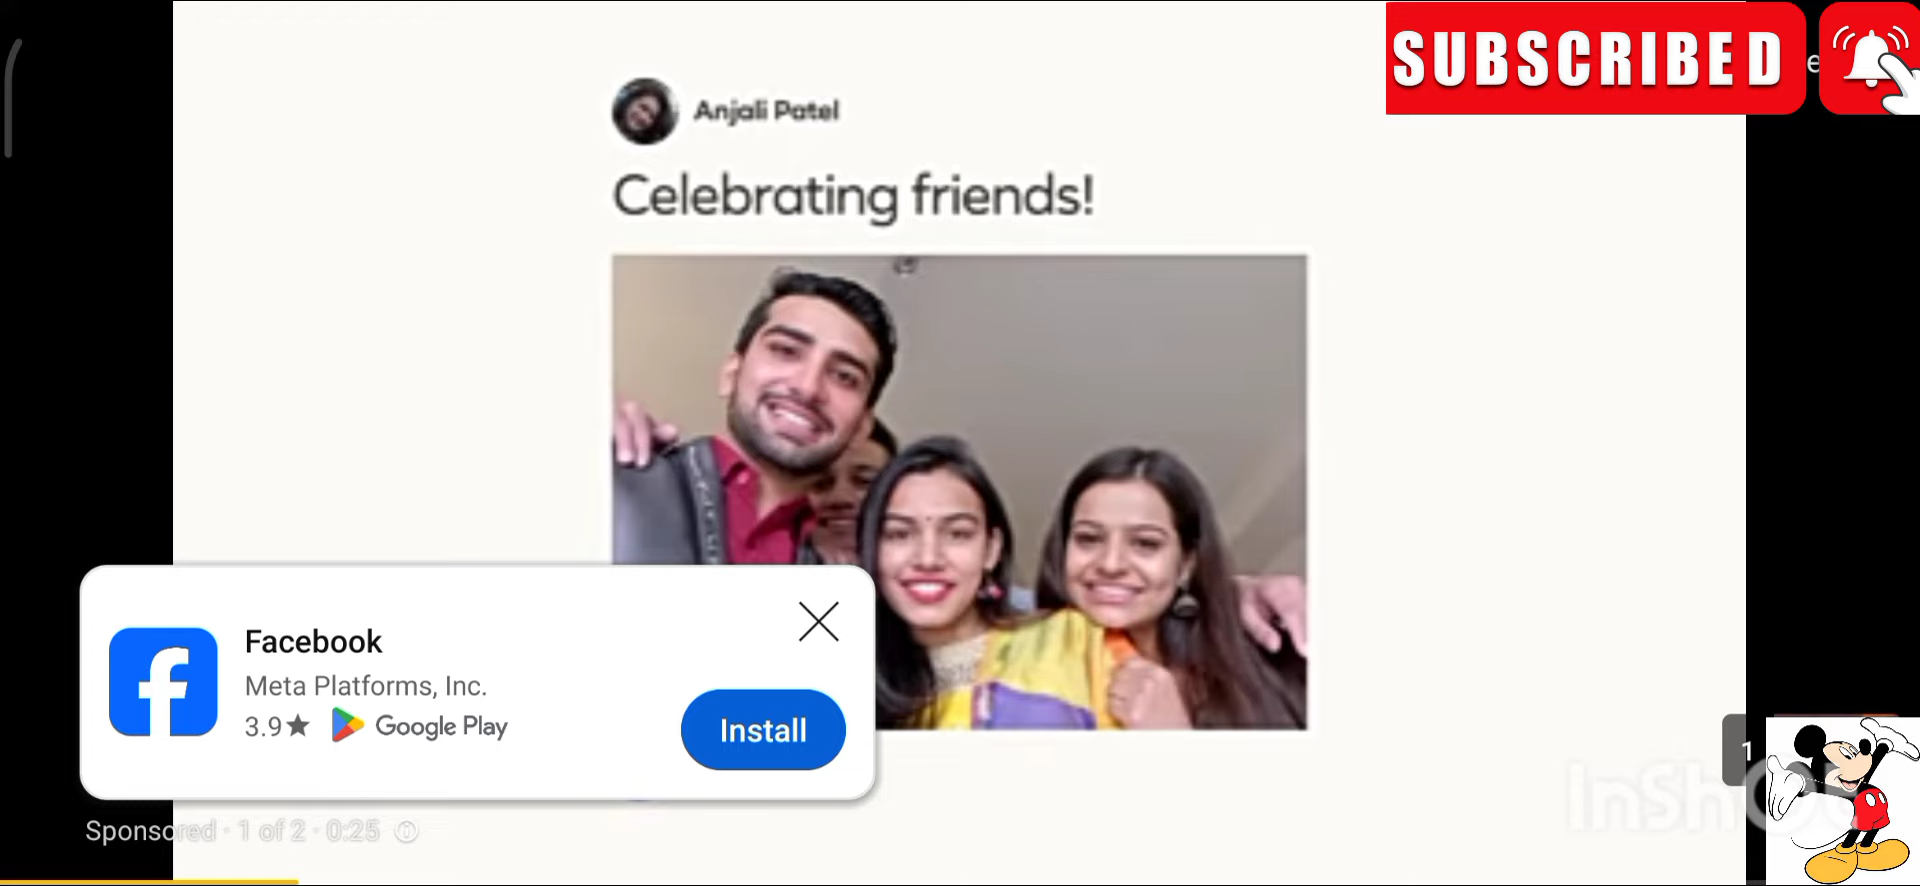 SUBSCRIBED
e
Anjali Patel
Celebrating friends!
Facebook
Meta Platforms, Inc.
3.9★ Google Play
Install
1
Sponsored · 1 of 2 · 0:25